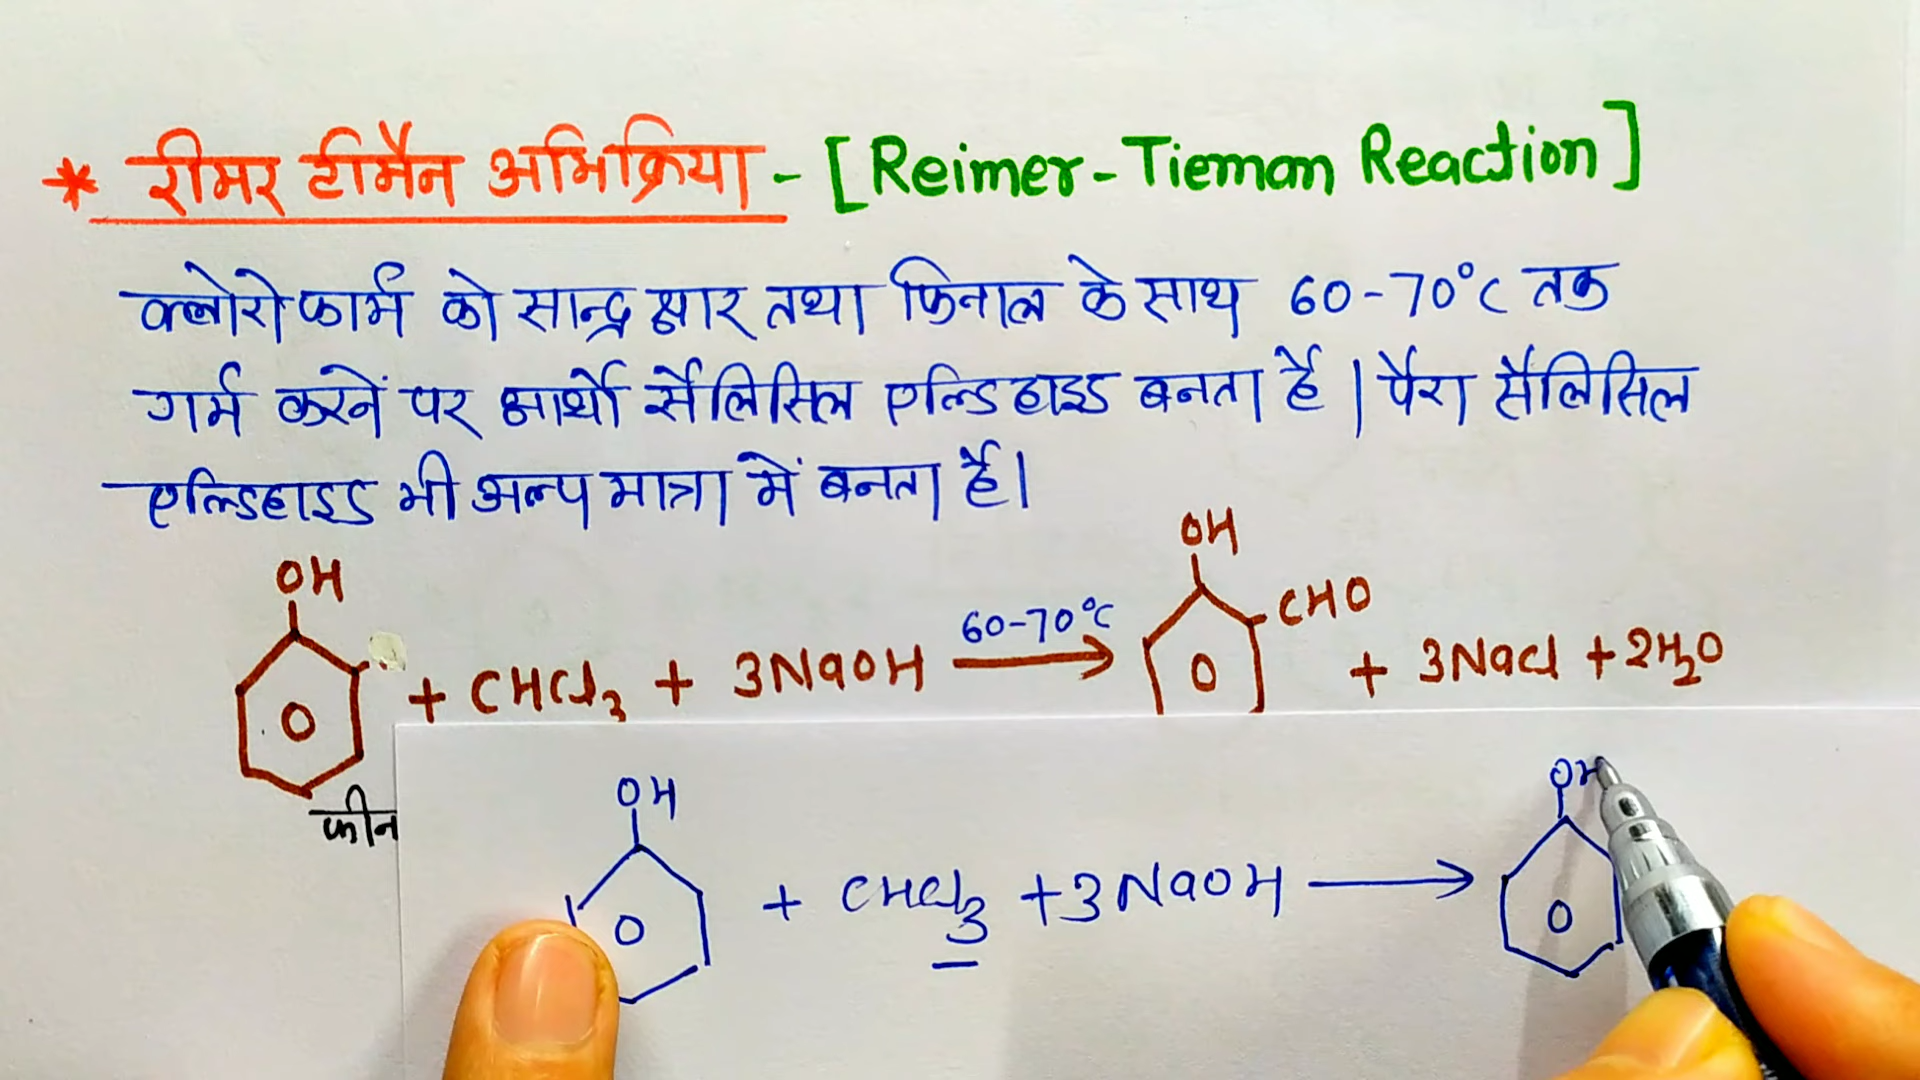 * रीमर टीमैन अभिक्रिया - [Reimer-Tieman Reaction]
क्लोरोफार्म को सान्द्र क्षार तथा फिनाल के साथ 60-70°C तक
गर्म करनें पर आर्थो सैलिसिल एल्डिहाइड बनता है | पैरा सैलिसिल
एल्डिहाइड भी अल्प मात्रा में बनता है।
OH
OH
CHO
60-70°C
+ CHCl₃ + 3NaOH → + 3NaCl + 2H₂O
फीन
OH
OH
+ CHCl₃ + 3NaOH →